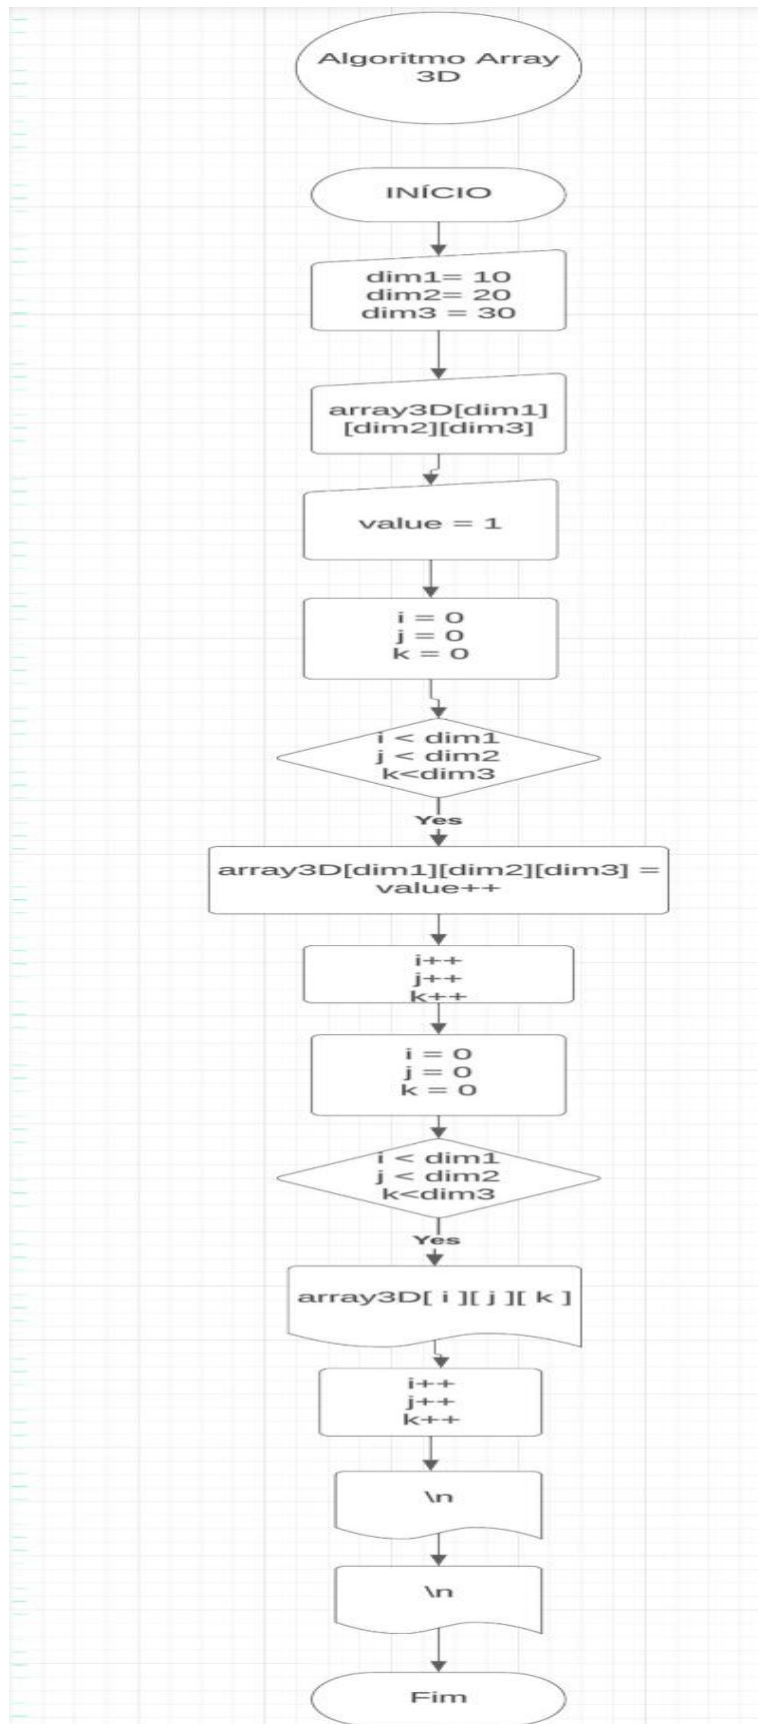 Algoritmo Array
3D
INÍCIO
dim1= 10
dim2= 20
dim3 = 30
array3D[dim1]
[dim2][dim3]
value = 1
i = 0
j = 0
k = 0
i < dim1
j < dim2
k<dim3
Yes
array3D[dim1][dim2][dim3] =
value++
i++
j++
k++
i = 0
j = 0
k = 0
i < dim1
j < dim2
k<dim3
Yes
array3D[ i ][ j ][ k ]
i++
j++
k++
\n
\n
Fim